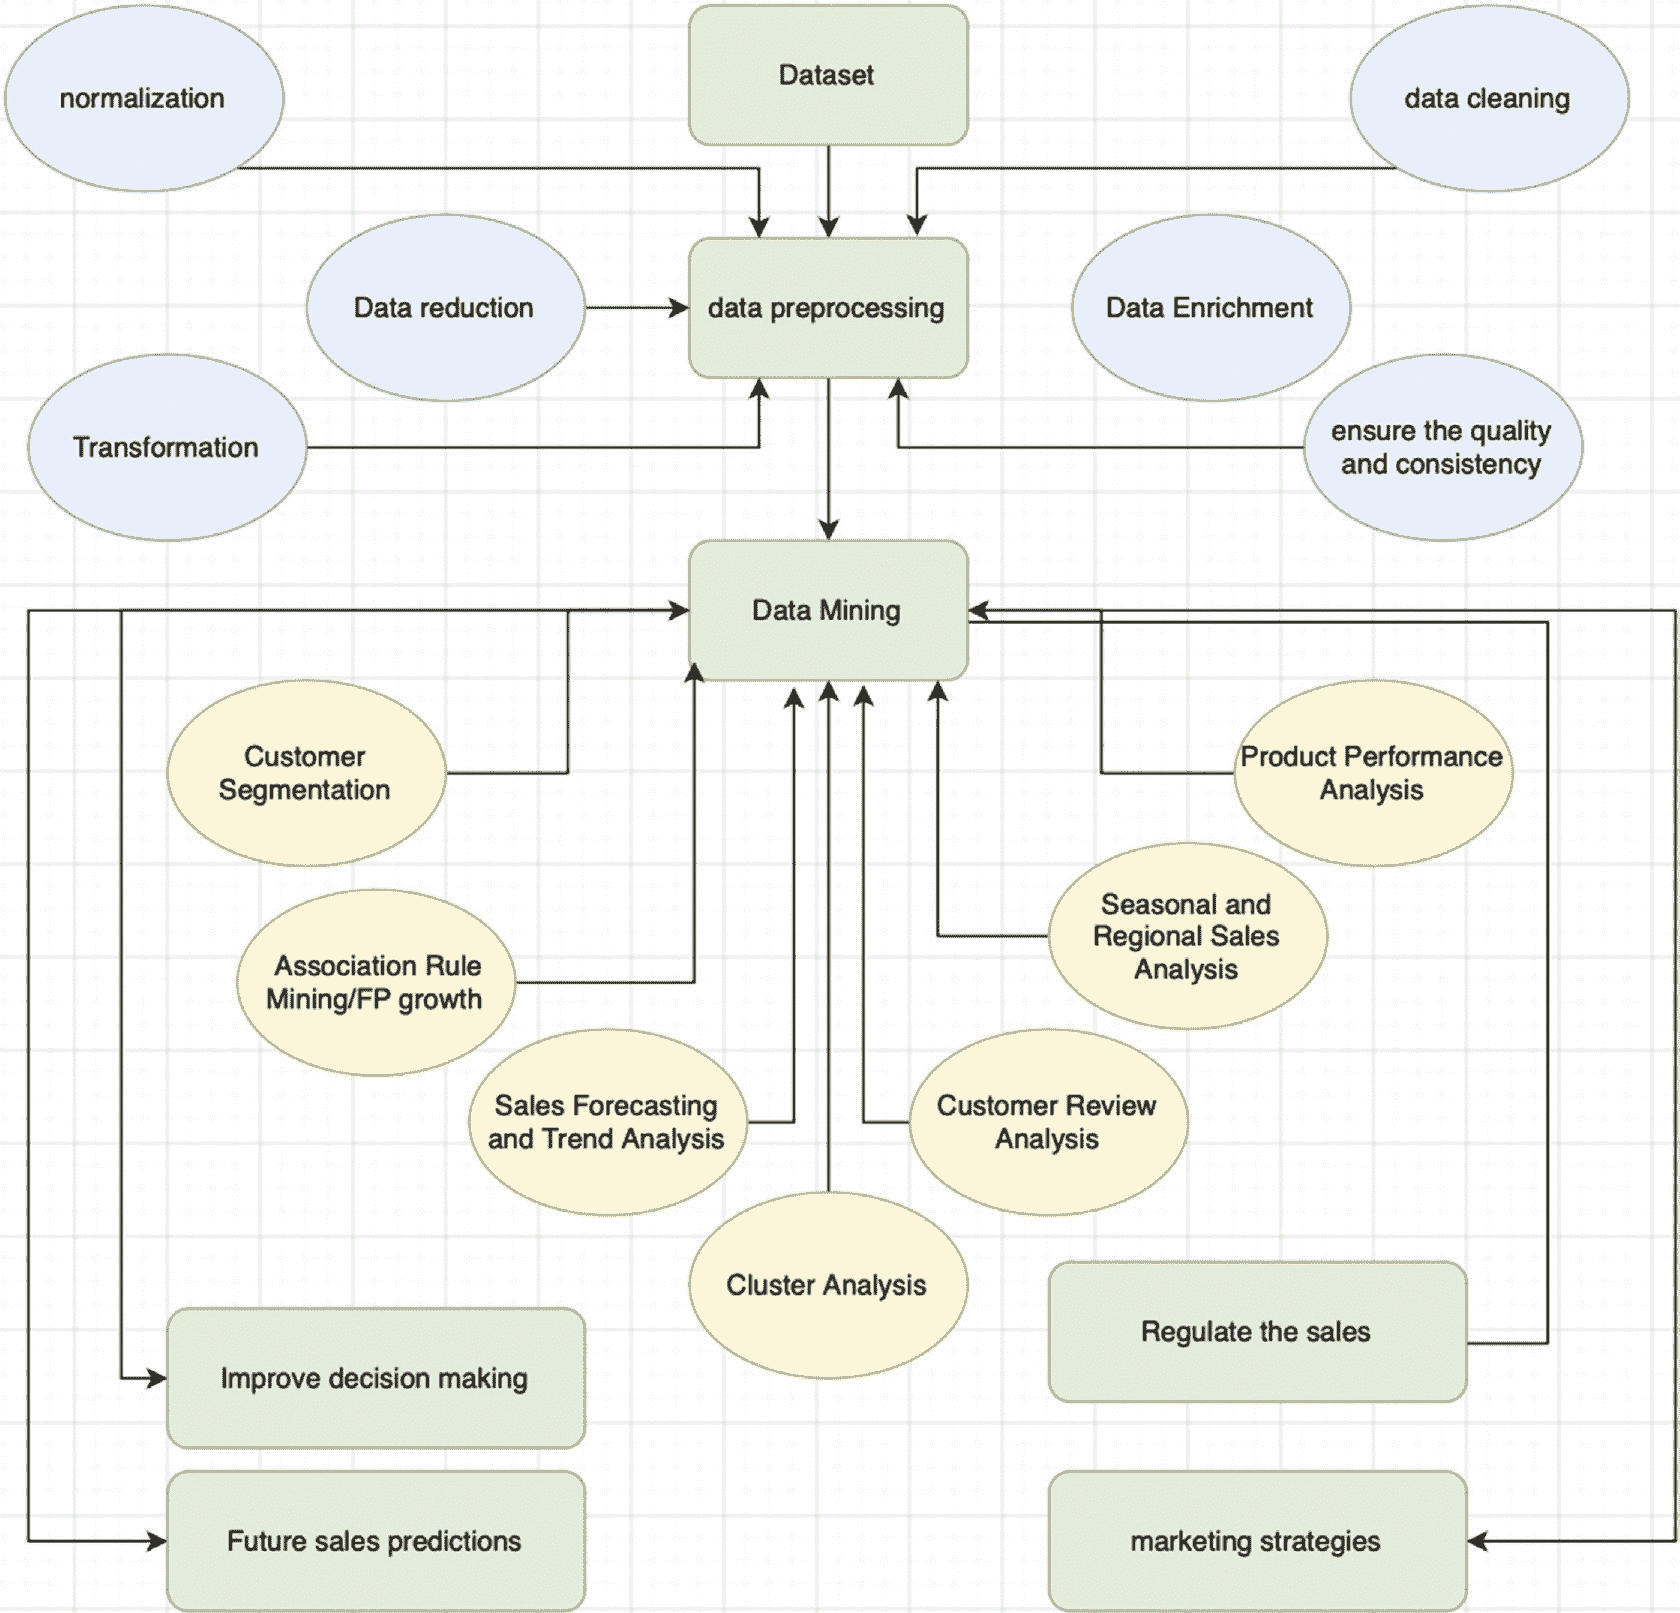 normalization
Dataset
data cleaning
Data reduction
data preprocessing
Data Enrichment
Transformation
ensure the quality
and consistency
Data Mining
Customer
Segmentation
Product Performance
Analysis
Association Rule
Mining/FP growth
Seasonal and
Regional Sales
Analysis
Sales Forecasting
and Trend Analysis
Customer Review
Analysis
Cluster Analysis
Regulate the sales
Improve decision making
Future sales predictions
marketing strategies